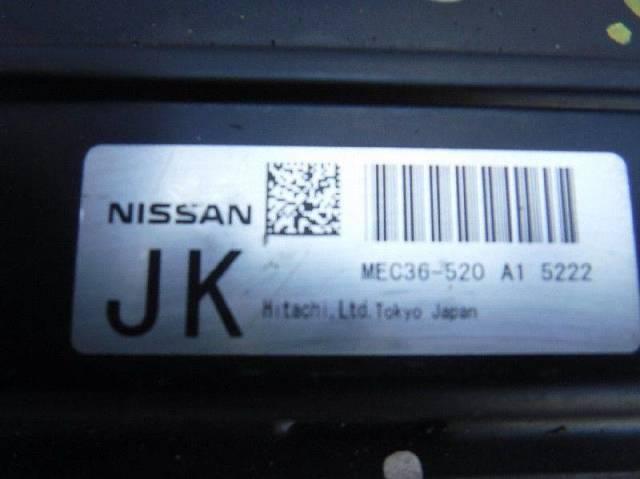 NISSAN
JK
MEC36-520 A1 5222
Hitachi,Ltd.Tokyo Japan